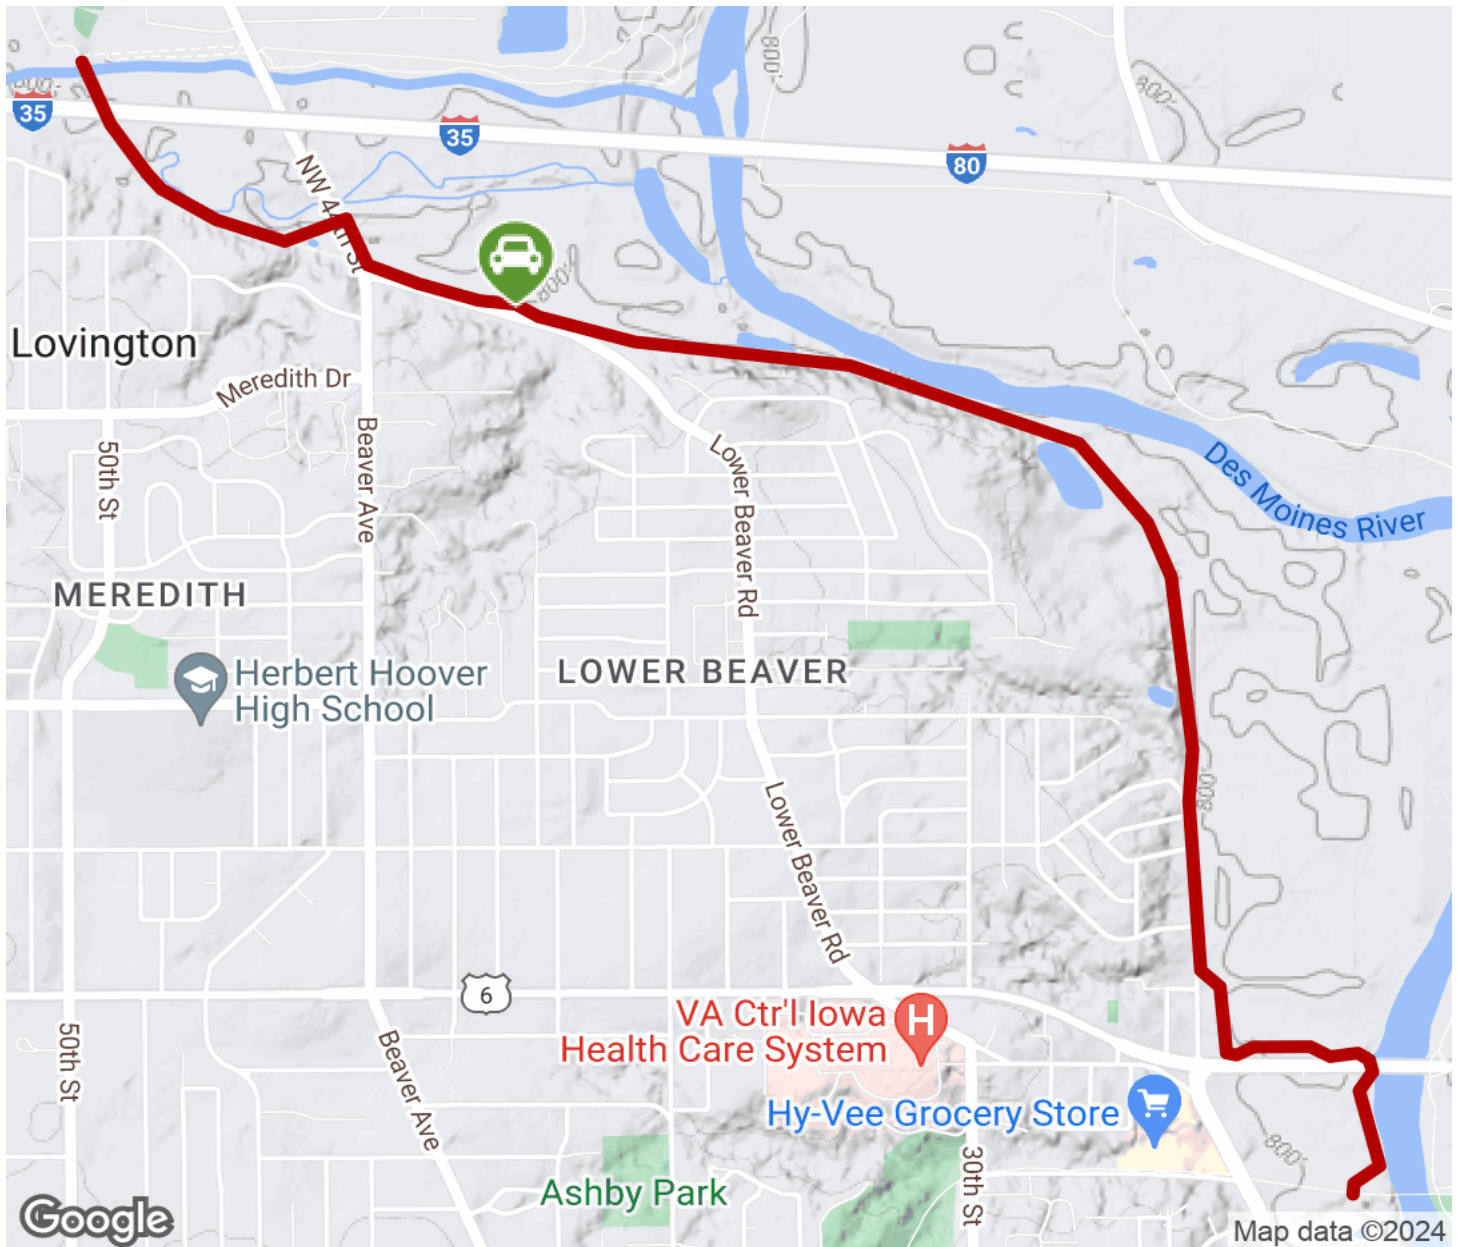 800'
800'
800'
35
35
80
NW 44th St
800'
Lovington
Meredith Dr
Beaver Ave
50th St
Lower Beaver Rd
Des Moines River
MEREDITH
Herbert Hoover
High School
LOWER BEAVER
Lower Beaver Rd
800'
6
VA Ctr'l Iowa
Health Care System
H
50th St
Beaver Ave
Hy-Vee Grocery Store
30th St
800'
Ashby Park
Google
Map data ©2024